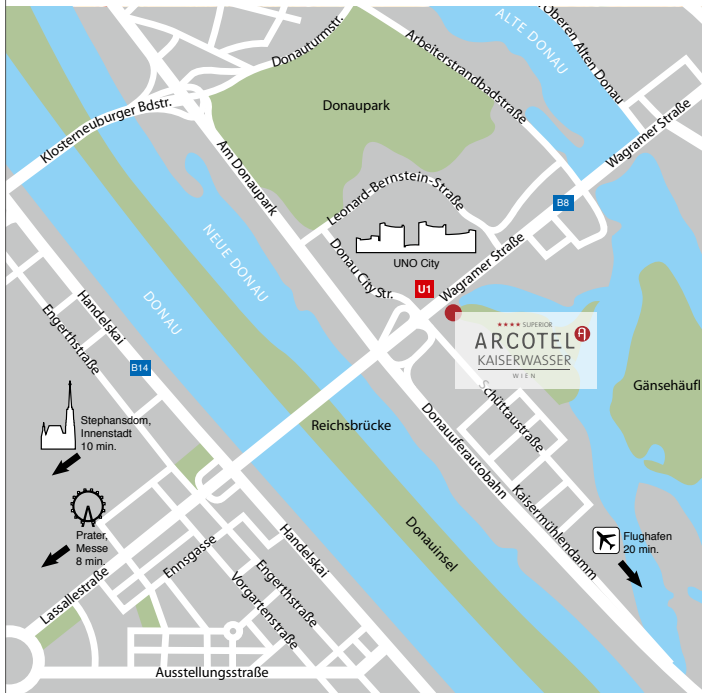 ALTE DONAU
Oberen Alten Donau
Donauturmstr.
Arbeiterstrandbadstraße
Donaupark
Klosterneuburger Bdstr.
Wagramer Straße
Am Donaupark
Leonard-Bernstein-Straße
B8
NEUE DONAU
UNO City
Donau City Str.
Wagramer Straße
U1
DONAU
Handelskai
Engerthstraße
★★★★ SUPERIOR
ARCOTEL A
KAISERWASSER
WIEN
B14
Gänsehäufl
Schüttaustraße
Stephansdom,
Innenstadt
10 min.
Reichsbrücke
Donauuferautobahn
Kaisermühlendamm
Prater,
Messe
8 min.
Donauinsel
Flughafen
20 min.
Handelskai
Ennsgasse
Engerthstraße
Vorgartenstraße
Lassallestraße
Ausstellungsstraße